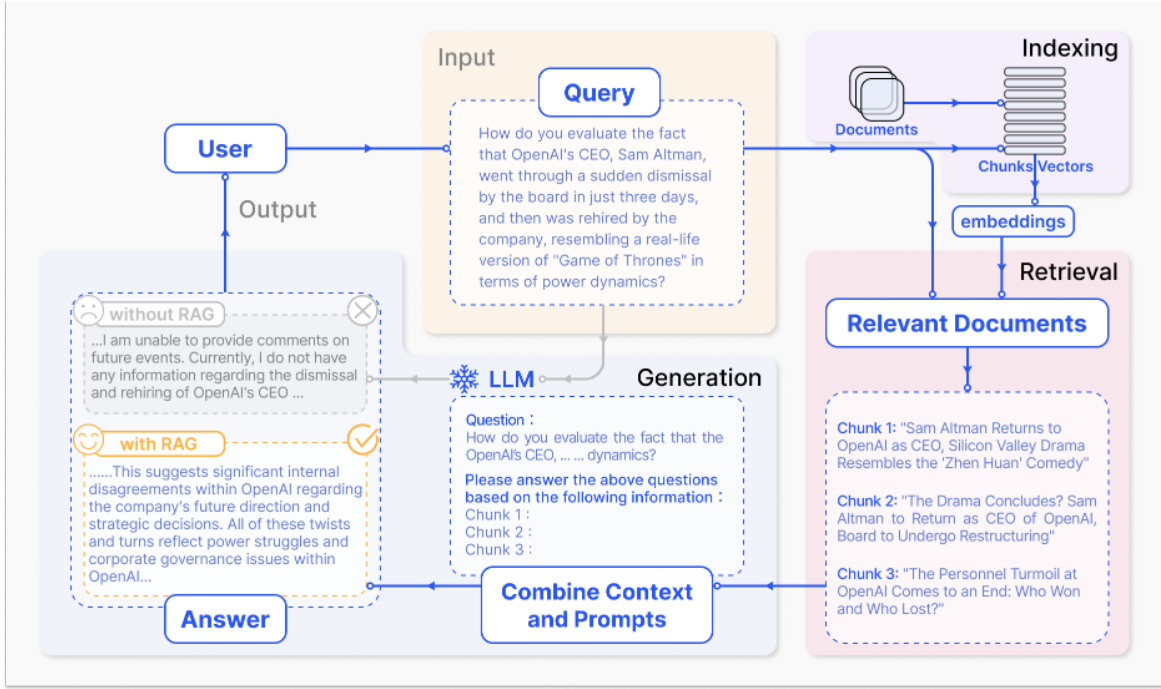 Input
Query
How do you evaluate the fact
that OpenAI's CEO, Sam Altman,
went through a sudden dismissal
by the board in just three days,
and then was rehired by the
company, resembling a real-life
version of "Game of Thrones" in
terms of power dynamics?
Indexing
Documents
Chunks Vectors
embeddings
User
Output
Retrieval
Relevant Documents
Chunk 1: "Sam Altman Returns to
OpenAI as CEO, Silicon Valley Drama
Resembles the 'Zhen Huan' Comedy"
Chunk 2: "The Drama Concludes? Sam
Altman to Return as CEO of OpenAI,
Board to Undergo Restructuring"
Chunk 3: "The Personnel Turmoil at
OpenAI Comes to an End: Who Won
and Who Lost?"
LLM
Generation
Question :
How do you evaluate the fact that the
OpenAI's CEO, ... ... dynamics?
Please answer the above questions
based on the following information :
Chunk 1 :
Chunk 2 :
Chunk 3 :
Combine Context
and Prompts
without RAG
...I am unable to provide comments on
future events. Currently, I do not have
any information regarding the dismissal
and rehiring of OpenAI's CEO ...
with RAG
......This suggests significant internal
disagreements within OpenAI regarding
the company's future direction and
strategic decisions. All of these twists
and turns reflect power struggles and
corporate governance issues within
OpenAI...
Answer